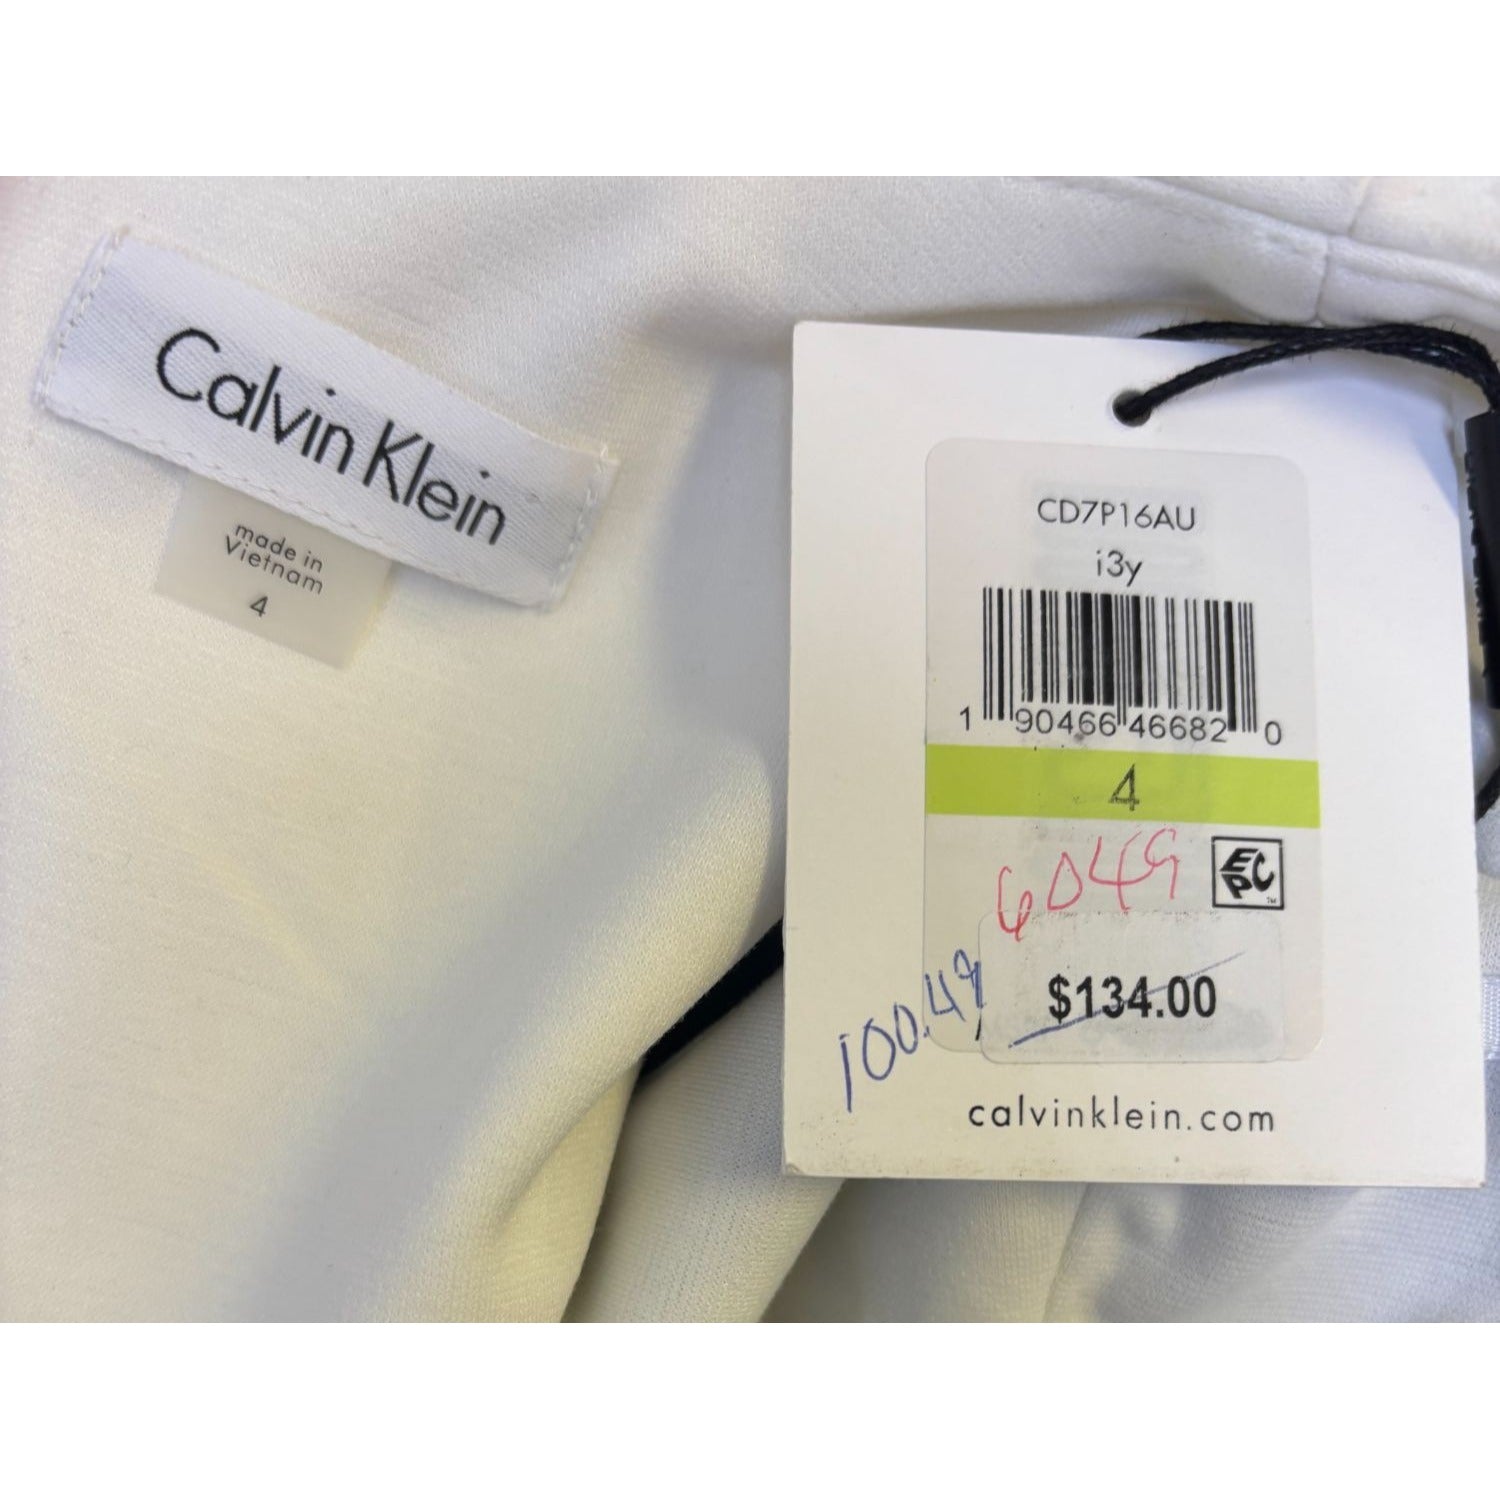 Calvin Klein
made in
Vietnam
4
CD7P16AU
i3y
1 90466 46682 0
4
6049
EPC
TM
100.49
$134.00
calvinklein.com